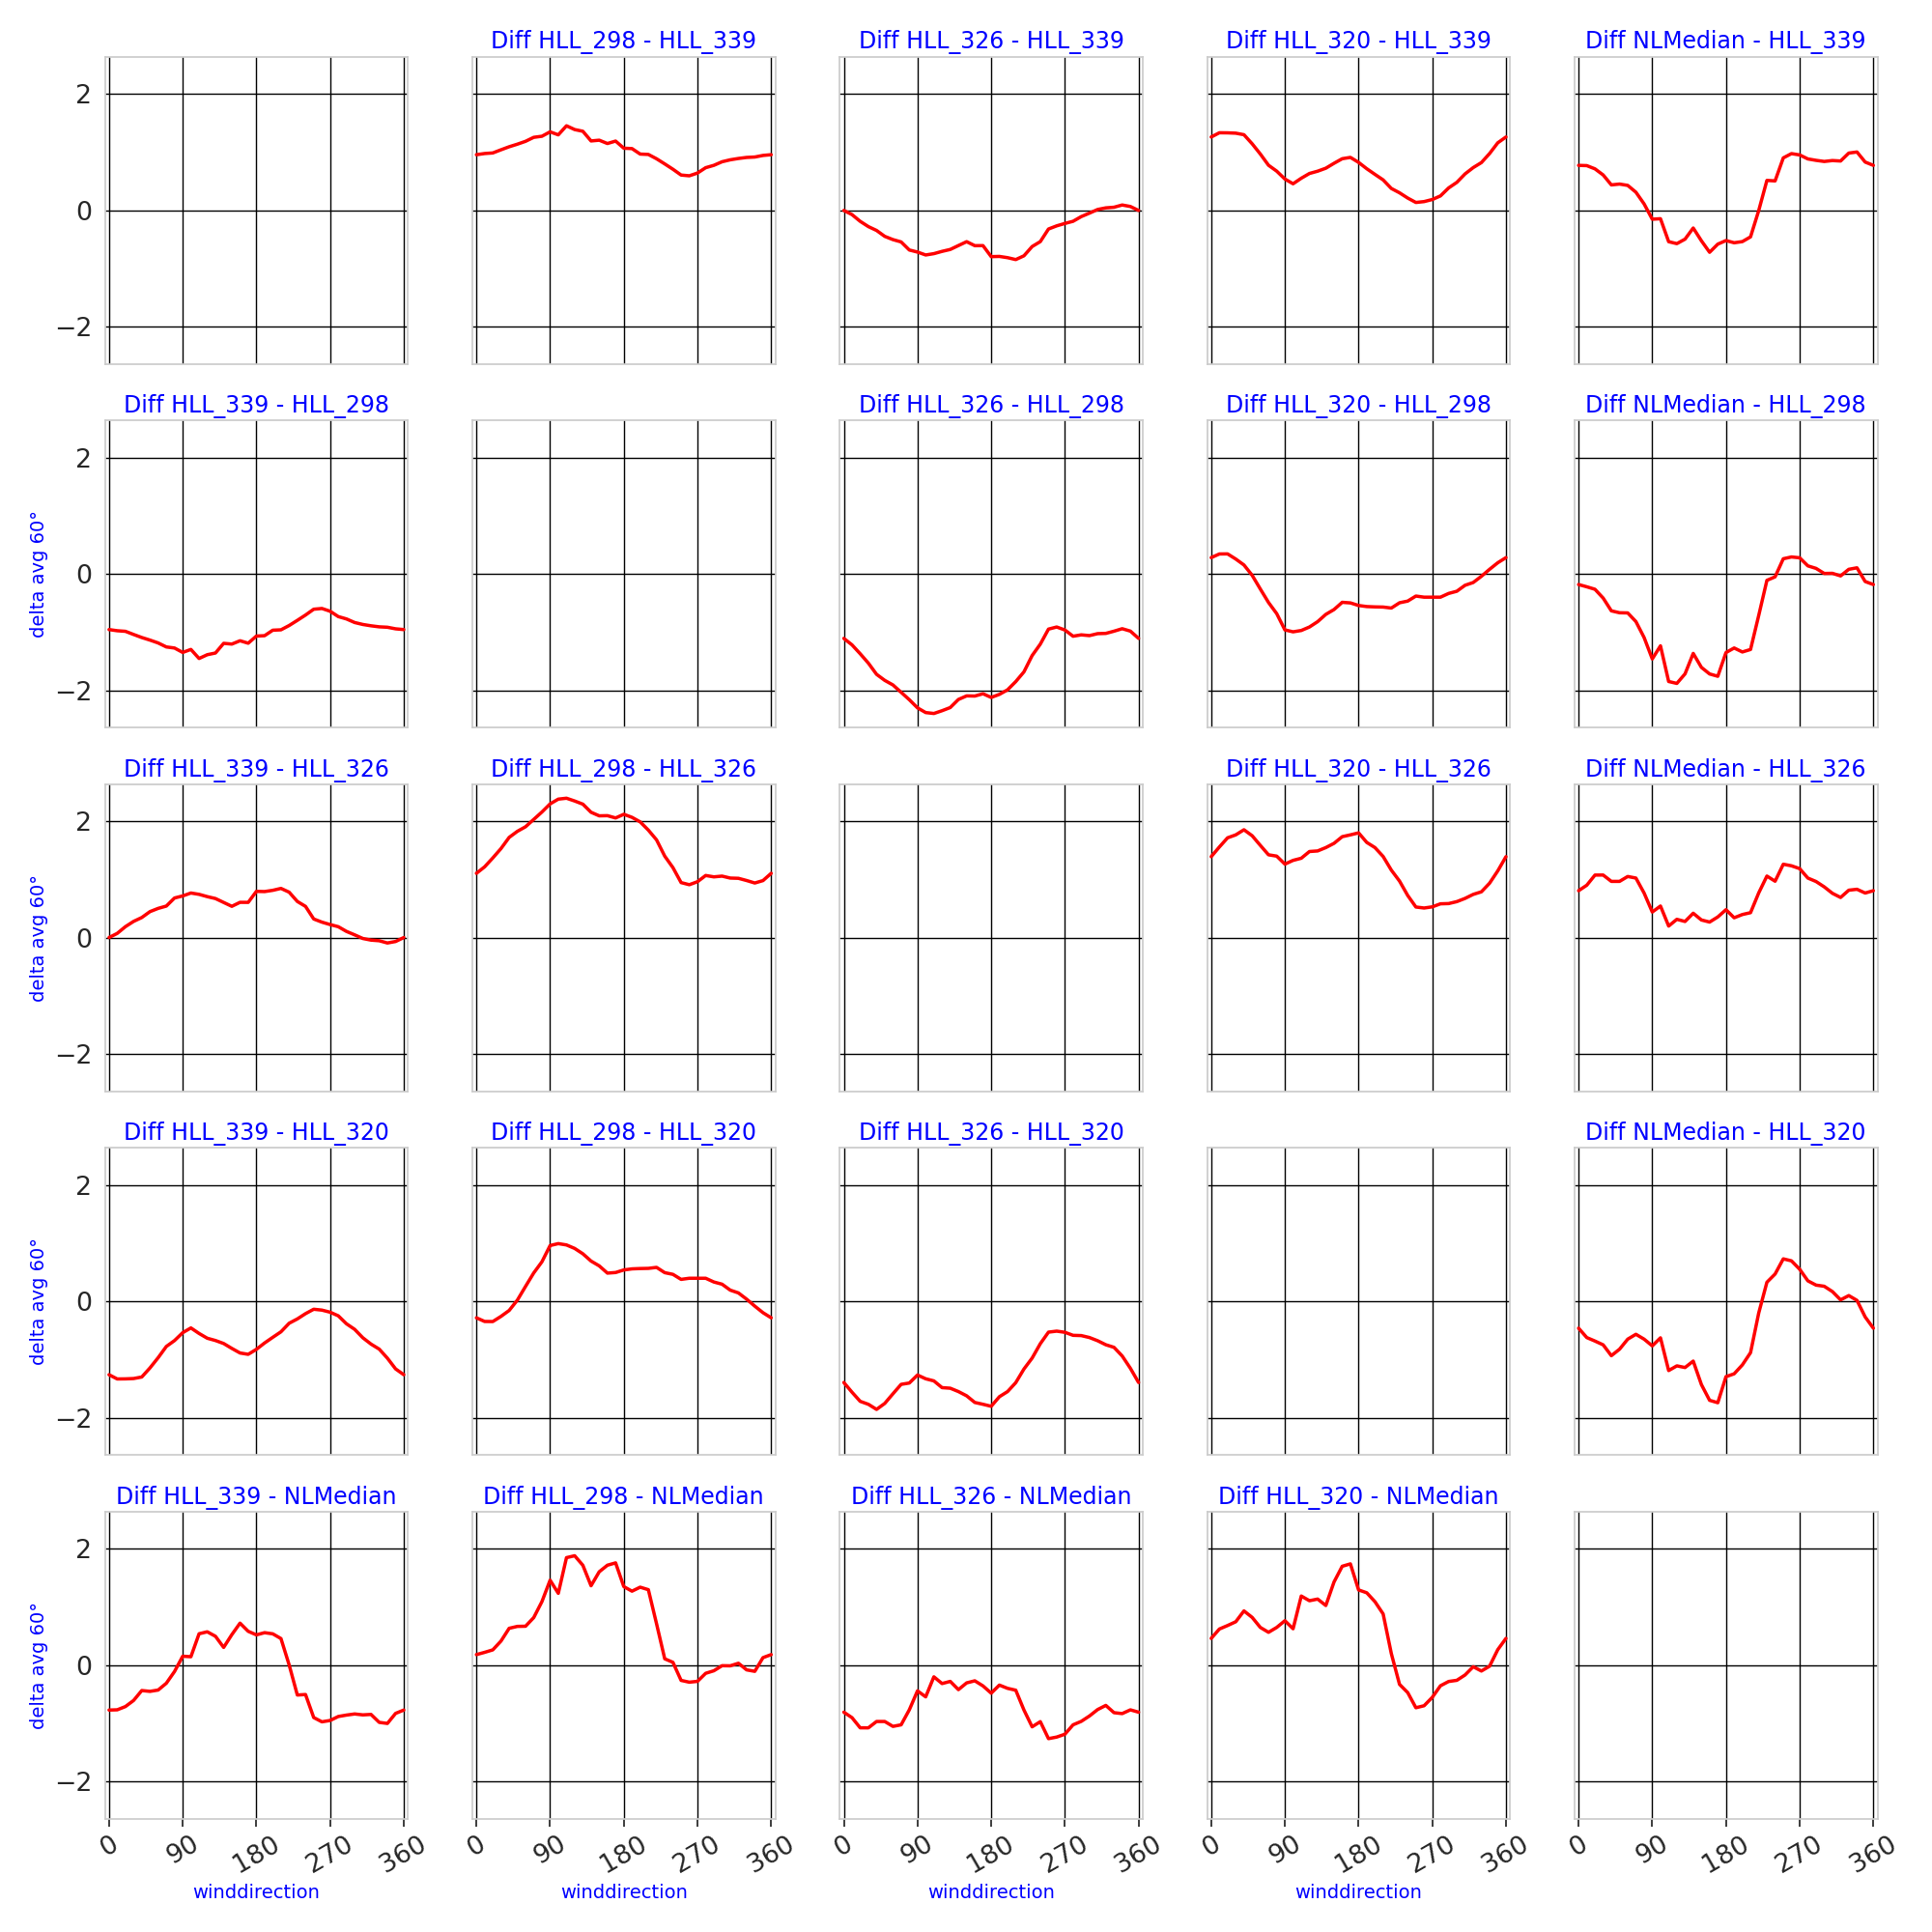 Diff HLL_298 - HLL_339
Diff HLL_326 - HLL_339
Diff HLL_320 - HLL_339
Diff NLMedian - HLL_339
2
0
−2
Diff HLL_339 - HLL_298
Diff HLL_326 - HLL_298
Diff HLL_320 - HLL_298
Diff NLMedian - HLL_298
delta avg 60°
2
0
−2
Diff HLL_339 - HLL_326
Diff HLL_298 - HLL_326
Diff HLL_320 - HLL_326
Diff NLMedian - HLL_326
delta avg 60°
2
0
−2
Diff HLL_339 - HLL_320
Diff HLL_298 - HLL_320
Diff HLL_326 - HLL_320
Diff NLMedian - HLL_320
delta avg 60°
2
0
−2
Diff HLL_339 - NLMedian
Diff HLL_298 - NLMedian
Diff HLL_326 - NLMedian
Diff HLL_320 - NLMedian
delta avg 60°
2
0
−2
0 90 180 270 360
0 90 180 270 360
0 90 180 270 360
0 90 180 270 360
0 90 180 270 360
winddirection
winddirection
winddirection
winddirection